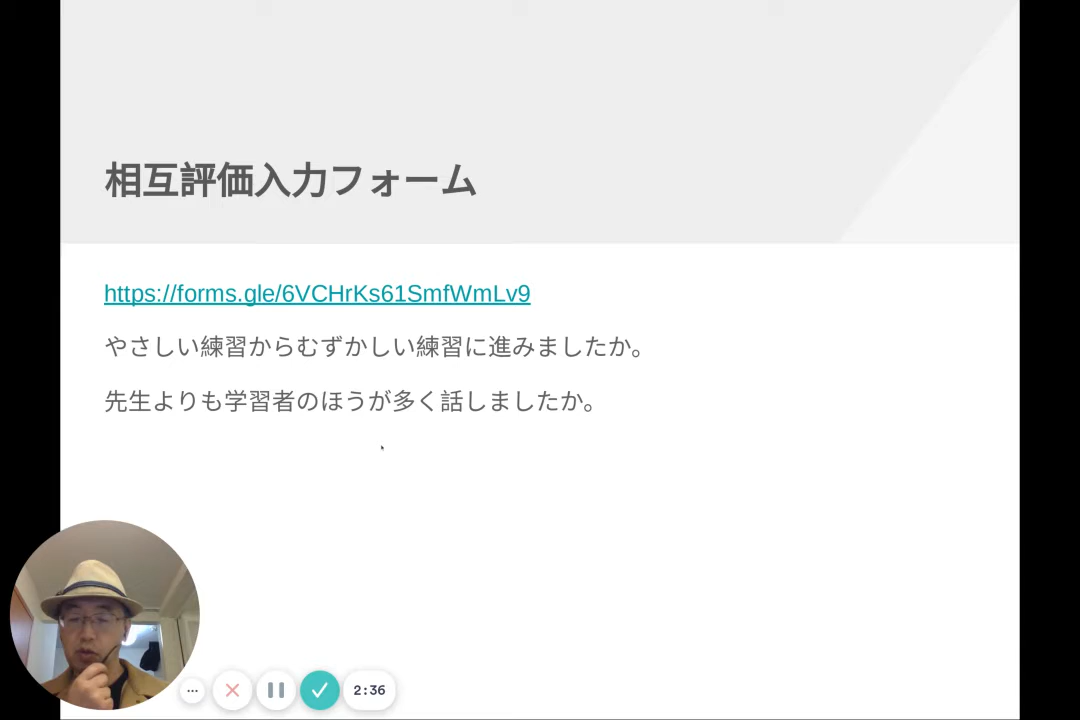 相互評価入力フォーム
https://forms.gle/6VCHrKs61SmfWmLv9
やさしい練習からむずかしい練習に進みましたか。
先生よりも学習者のほうが多く話しましたか。
2:36